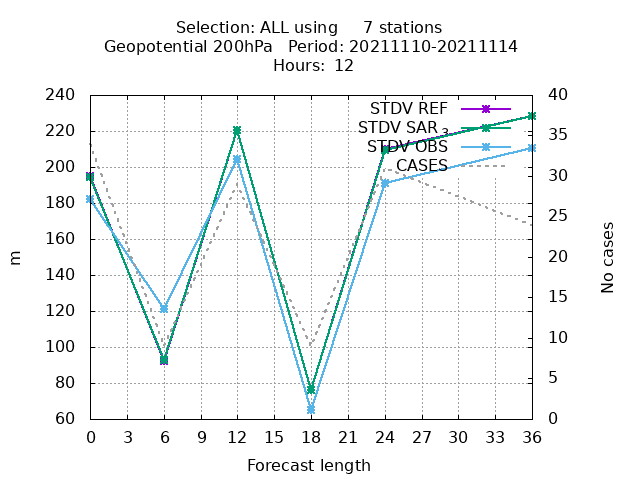 Selection: ALL using 7 stations
Geopotential 200hPa Period: 20211110-20211114
Hours: 12
STDV REF
STDV SAR 3
STDV OBS
CASES
240
220
200
180
160
140
120
100
80
60
40
35
30
25
20
15
10
5
0
m
No cases
0 3 6 9 12 15 18 21 24 27 30 33 36
Forecast length